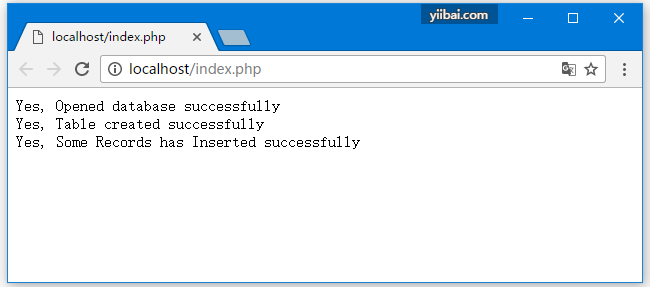 yiibai.com
localhost/index.php
localhost/index.php
Yes, Opened database successfully
Yes, Table created successfully
Yes, Some Records has Inserted successfully